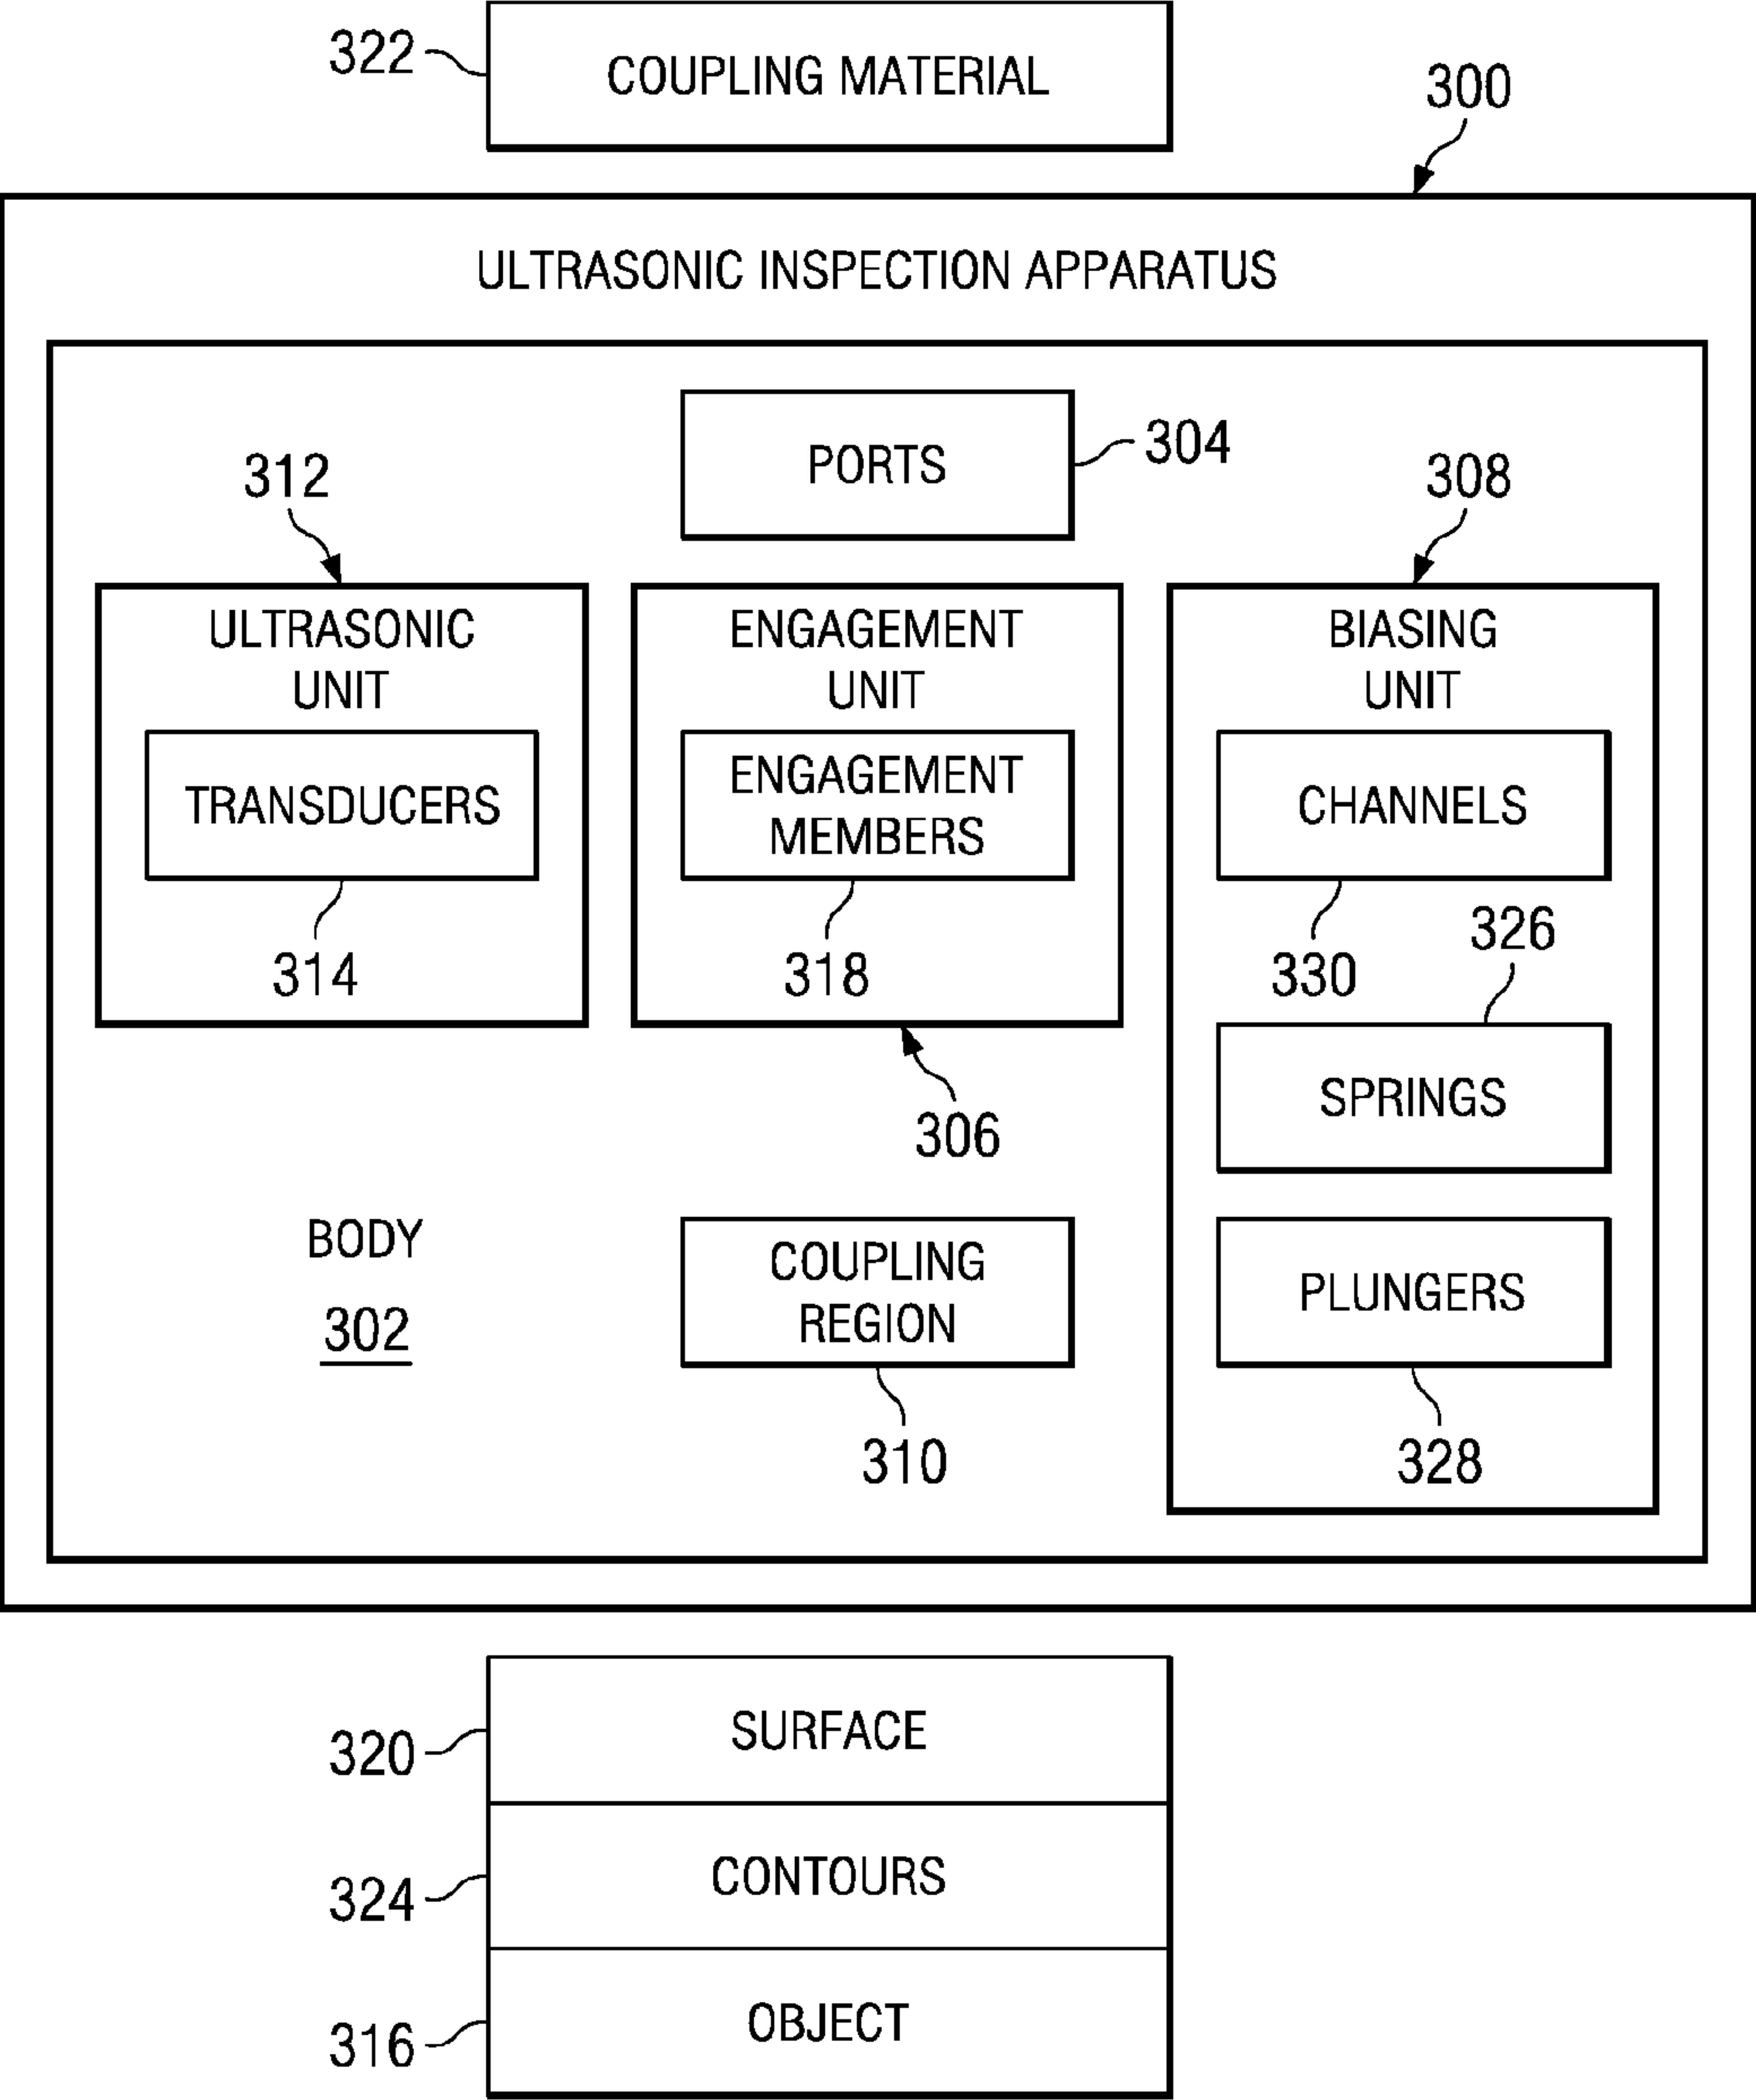 322
COUPLING MATERIAL
300
ULTRASONIC INSPECTION APPARATUS
PORTS
304
312
308
ULTRASONIC
UNIT
TRANSDUCERS
314
ENGAGEMENT
UNIT
ENGAGEMENT
MEMBERS
318
306
BIASING
UNIT
CHANNELS
330
326
SPRINGS
PLUNGERS
328
BODY
302
COUPLING
REGION
310
320
SURFACE
324
CONTOURS
316
OBJECT